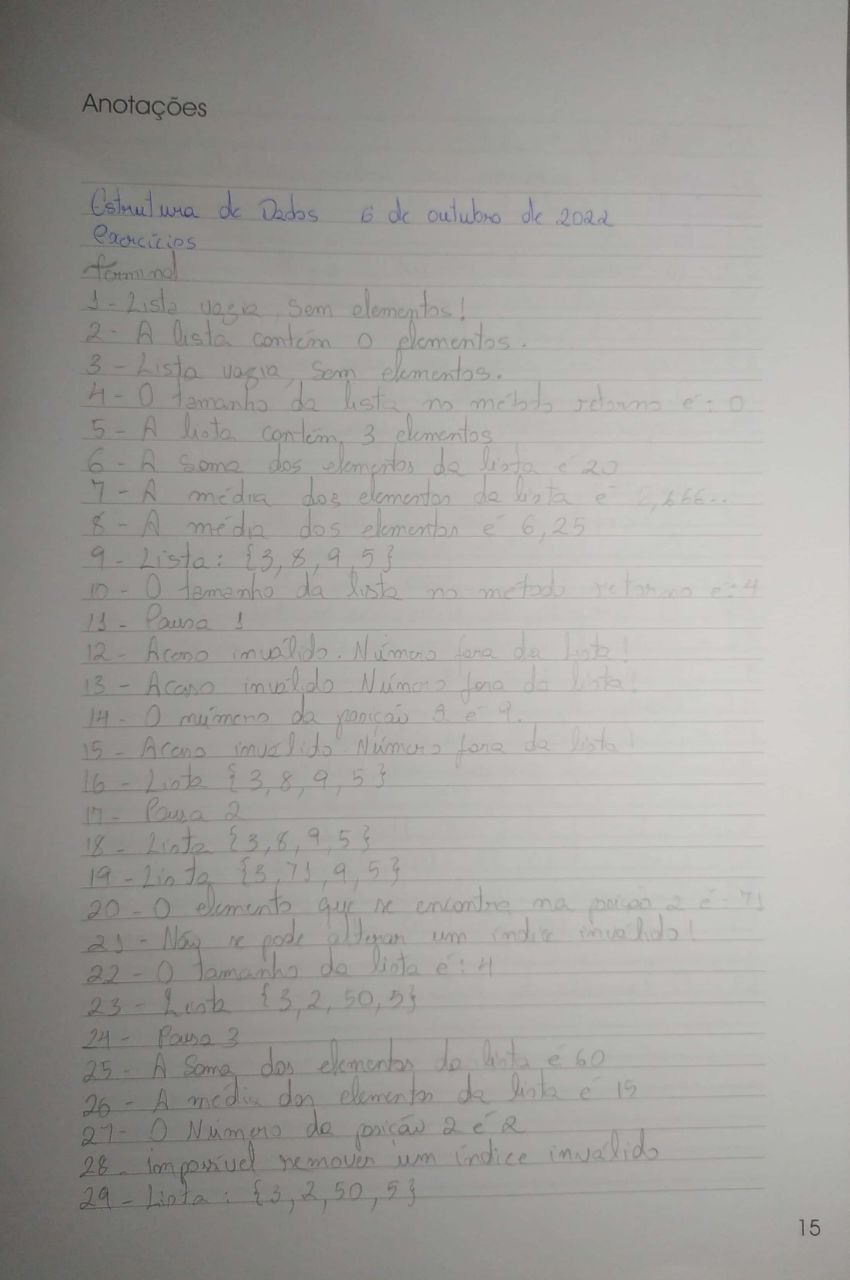 Anotações
Estrutura de Dados 6 de outubro de 2022
Exercícios
terminal
1 - Lista vazia, sem elementos!
2 - A lista contém 0 elementos.
3 - Lista vazia, sem elementos.
4 - O tamanho da lista no método retorno é: 0
5 - A lista contém, 3 elementos
6 - A soma dos elementos da lista é 20
7 - A média dos elementos da lista é 6,666..
8 - A média dos elementos é 6,25
9 - Lista: {3, 8, 9, 5}
10 - O tamanho da lista no metodo retorno é: 4
11 - Pausa 1
12 - Acesso inválido. Número fora da lista!
13 - Acesso inválido. Número fora da lista!
14 - O número da posição 3 é 9.
15 - Acesso inválido. Número fora da lista!
16 - Lista {3, 8, 9, 5}
17 - Pausa 2
18 - Lista {3, 8, 9, 5}
19 - Lista {3, 71, 9, 5}
20 - O elemento que se encontra na posição 2 é 71
21 - Não se pode alterar um índice inválido!
22 - O tamanho da lista é: 4
23 - Lista {3, 2, 50, 5}
24 - Pausa 3
25 - A Soma dos elementos da lista é 60
26 - A média dos elementos da lista é 15
27 - O Número da posição 2 é 2
28 - impossível remover um índice inválido
29 - Lista: {3, 2, 50, 5}
15